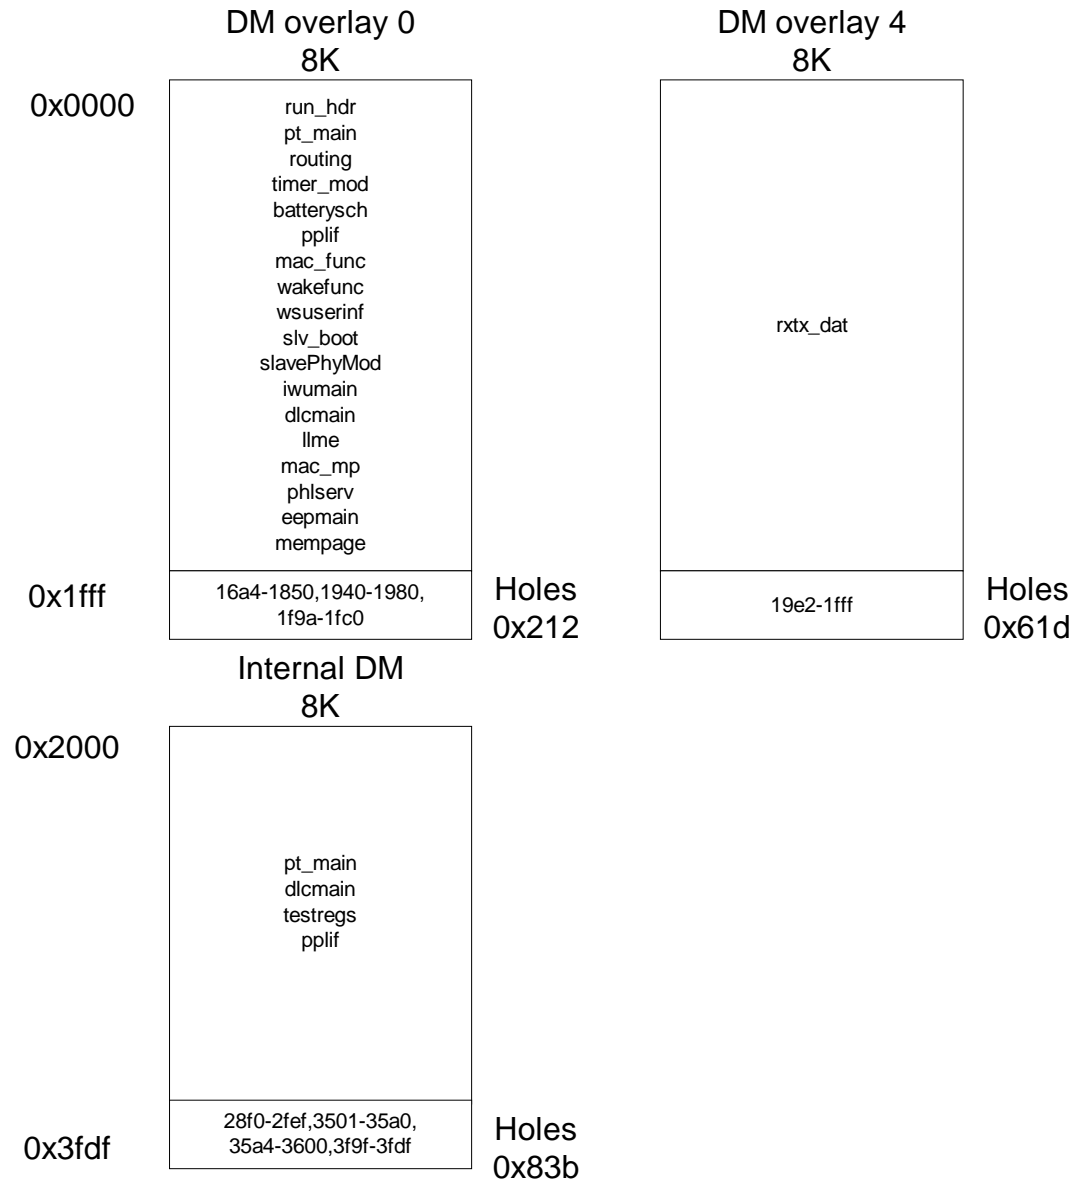 DM overlay 0
8K
0x0000
run_hdr
pt_main
routing
timer_mod
batterysch
pplif
mac_func
wakefunc
wsuserinf
slv_boot
slavePhyMod
iwumain
dlcmain
llme
mac_mp
phlserv
eepmain
mempage
0x1fff
16a4-1850,1940-1980,
1f9a-1fc0
Holes
0x212
DM overlay 4
8K
rxtx_dat
19e2-1fff
Holes
0x61d
Internal DM
8K
0x2000
pt_main
dlcmain
testregs
pplif
0x3fdf
28f0-2fef,3501-35a0,
35a4-3600,3f9f-3fdf
Holes
0x83b